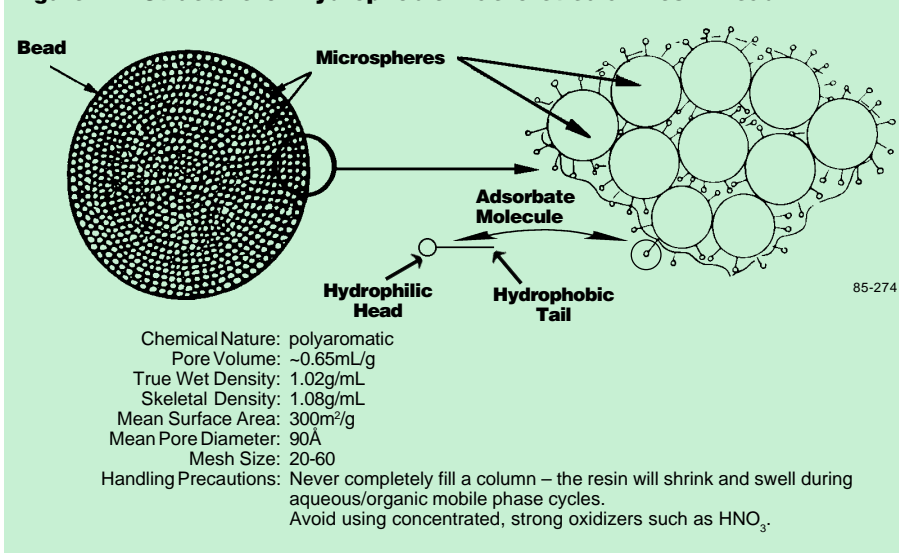 Bead
Microspheres
Adsorbate
Molecule
Hydrophilic
Head
Hydrophobic
Tail
85-274
Chemical Nature: polyaromatic
Pore Volume: ~0.65mL/g
True Wet Density: 1.02g/mL
Skeletal Density: 1.08g/mL
Mean Surface Area: 300m²/g
Mean Pore Diameter: 90Å
Mesh Size: 20-60
Handling Precautions: Never completely fill a column – the resin will shrink and swell during
aqueous/organic mobile phase cycles.
Avoid using concentrated, strong oxidizers such as HNO₃.